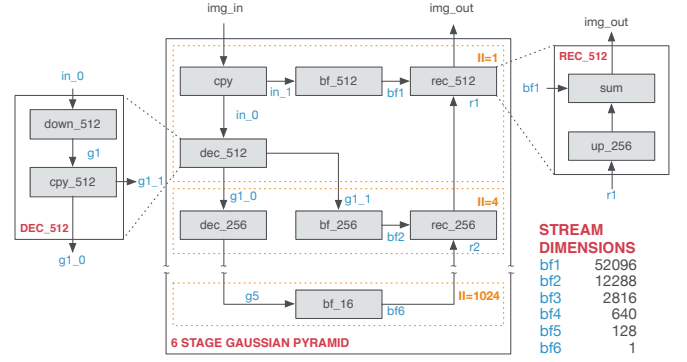 img_in
img_out
img_out
II=1
REC_512
in_0
cpy
bf_512
rec_512
bf1
sum
in_1
bf1
r1
down_512
in_0
g1
dec_512
up_256
cpy_512
g1_1
g1_0
g1_1
II=4
r1
DEC_512
dec_256
bf_256
rec_256
g1_0
bf2
r2
STREAM
DIMENSIONS
bf1 52096
bf2 12288
bf3 2816
bf4 640
bf5 128
bf6 1
g5
bf_16
bf6
II=1024
6 STAGE GAUSSIAN PYRAMID